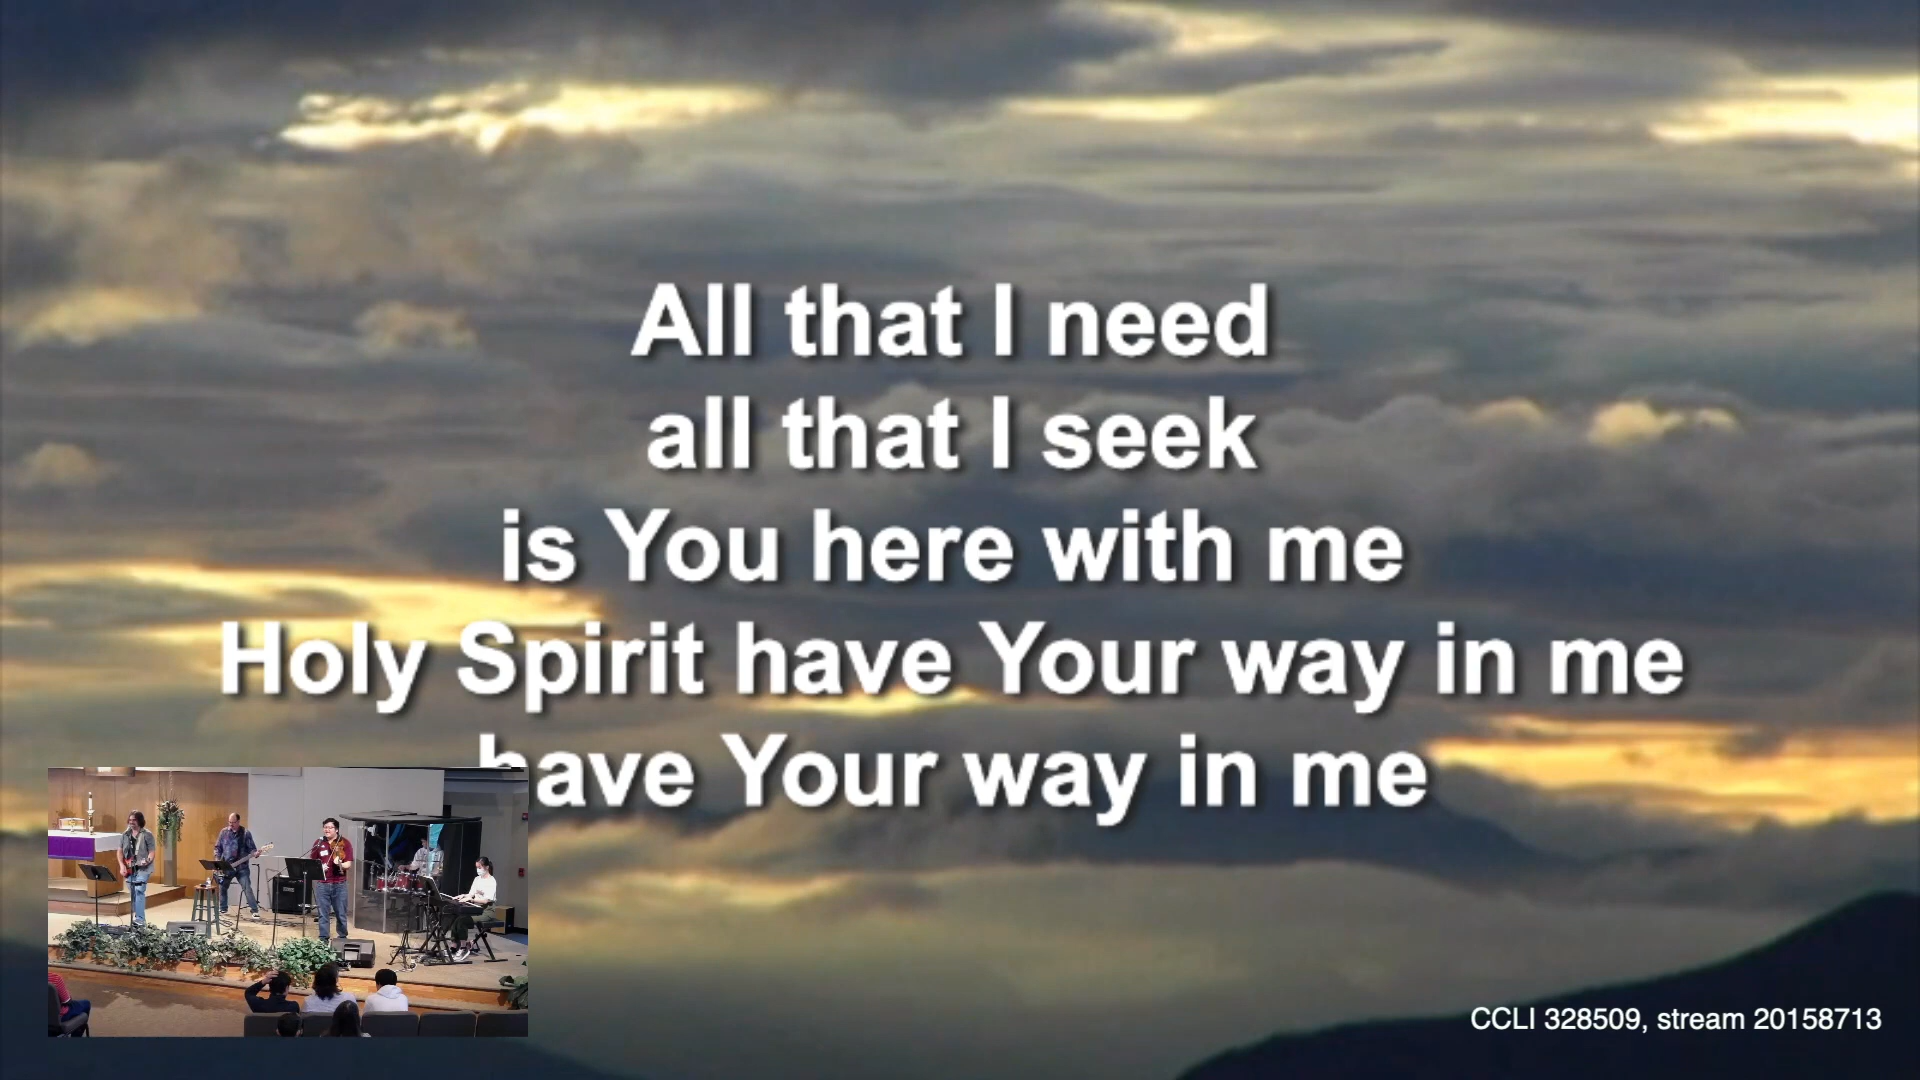 All that I need
all that I seek
is You here with me
Holy Spirit have Your way in me
have Your way in me
CCLI 328509, stream 20158713